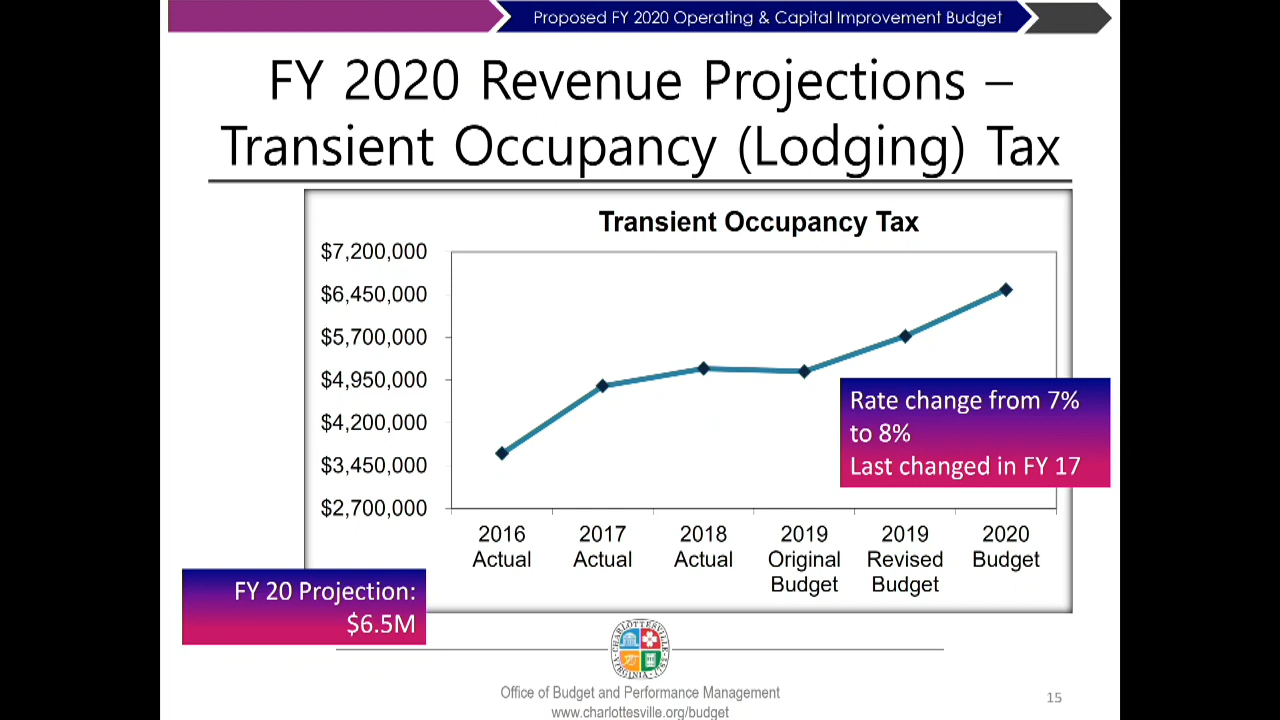 Proposed FY 2020 Operating & Capital Improvement Budget
FY 2020 Revenue Projections –
Transient Occupancy (Lodging) Tax
Transient Occupancy Tax
$7,200,000
$6,450,000
$5,700,000
$4,950,000
$4,200,000
$3,450,000
$2,700,000
Rate change from 7%
to 8%
Last changed in FY 17
2016 Actual
2017 Actual
2018 Actual
2019 Original Budget
2019 Revised Budget
2020 Budget
FY 20 Projection:
$6.5M
CHARLOTTESVILLE
VIRGINIA · 1762
Office of Budget and Performance Management
www.charlottesville.org/budget
15